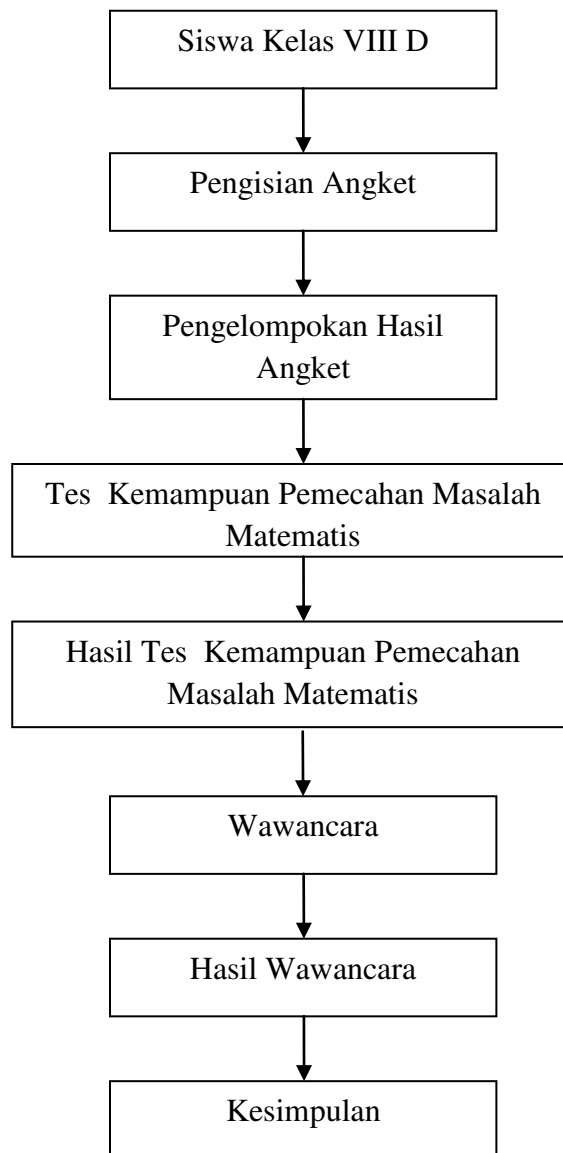 Siswa Kelas VIII D
Pengisian Angket
Pengelompokan Hasil
Angket
Tes  Kemampuan Pemecahan Masalah
Matematis
Hasil Tes  Kemampuan Pemecahan
Masalah Matematis
Wawancara
Hasil Wawancara
Kesimpulan